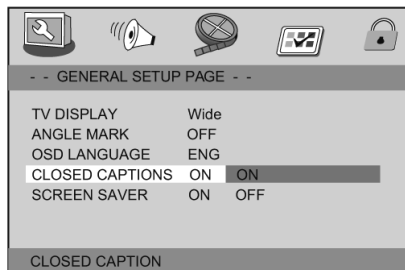 - - GENERAL SETUP PAGE - -
TV DISPLAY Wide
ANGLE MARK OFF
OSD LANGUAGE ENG
CLOSED CAPTIONS ON ON
SCREEN SAVER ON OFF
CLOSED CAPTION